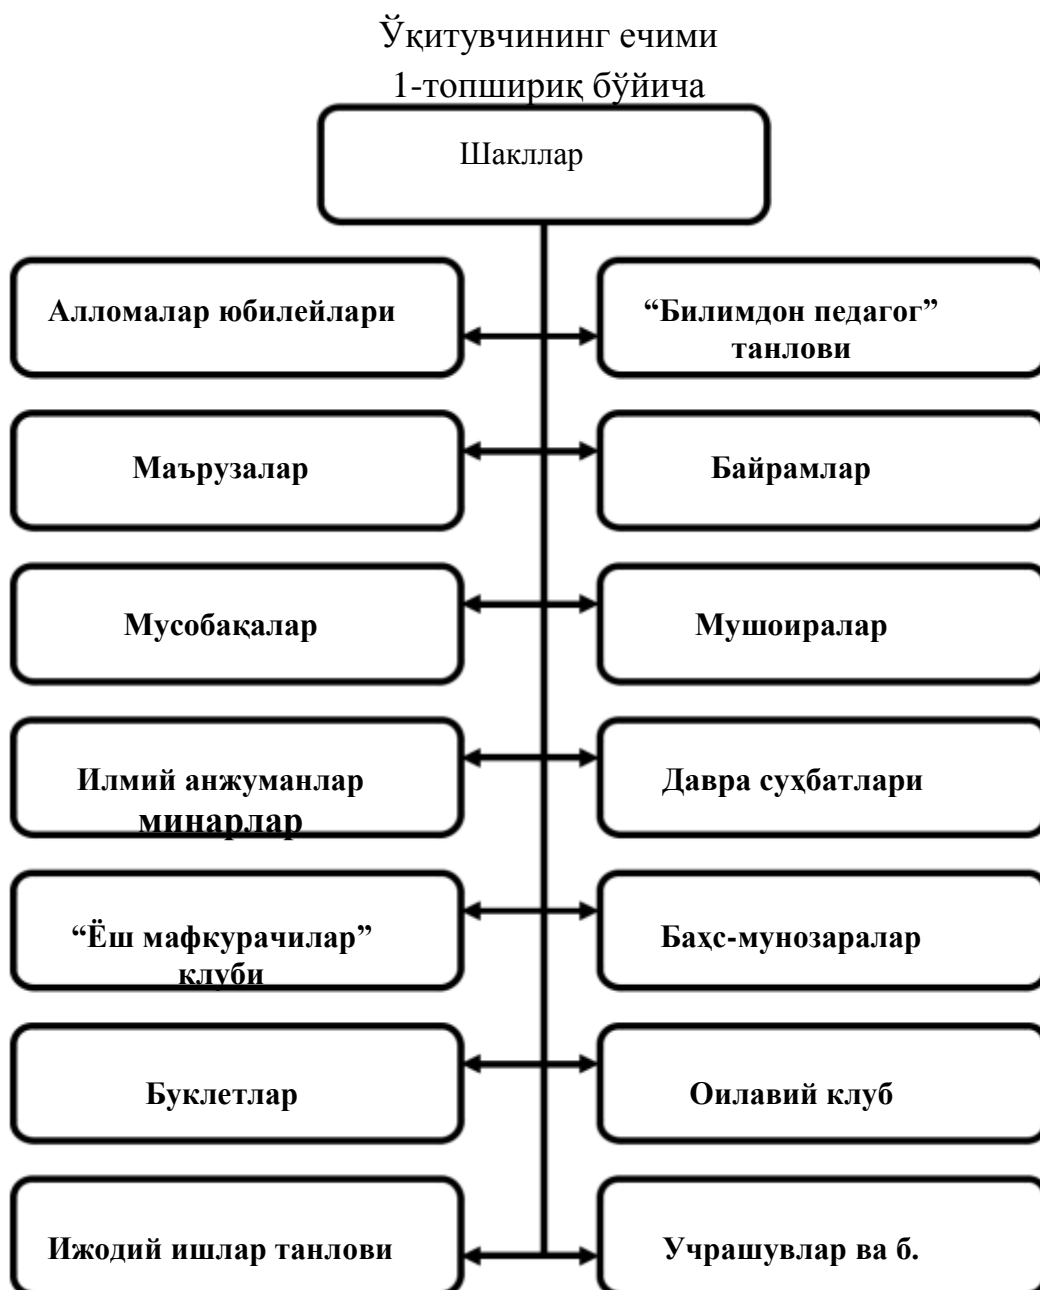 Ўқитувчининг ечими
1-топшириқ бўйича
Шакллар
Алломалар юбилейлари
“Билимдон педагог”
танлови
Маърузалар
Байрамлар
Мусобақалар
Мушоиралар
Илмий анжуманлар
минарлар
Давра суҳбатлари
“Ёш мафкурачилар”
клуби
Баҳс-мунозаралар
Буклетлар
Оилавий клуб
Ижодий ишлар танлови
Учрашувлар ва б.